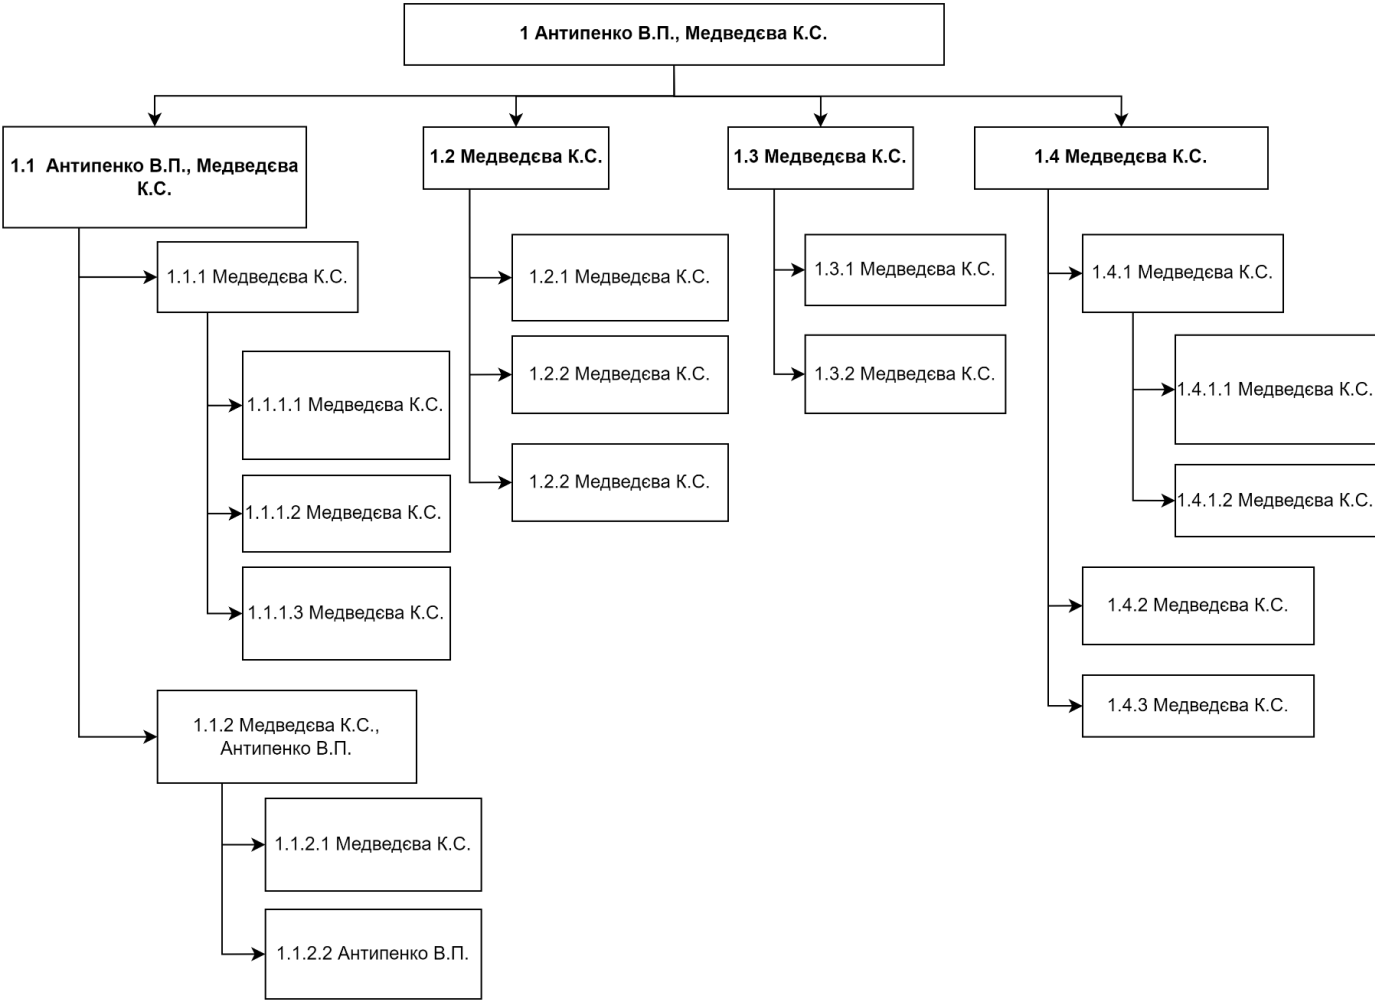 1 Антипенко В.П., Медведєва К.С.
1.1 Антипенко В.П., Медведєва
К.С.
1.1.1 Медведєва К.С.
1.1.1.1 Медведєва К.С.
1.1.1.2 Медведєва К.С.
1.1.1.3 Медведєва К.С.
1.1.2 Медведєва К.С.,
Антипенко В.П.
1.1.2.1 Медведєва К.С.
1.1.2.2 Антипенко В.П.
1.2 Медведєва К.С.
1.2.1 Медведєва К.С.
1.2.2 Медведєва К.С.
1.2.2 Медведєва К.С.
1.3 Медведєва К.С.
1.3.1 Медведєва К.С.
1.3.2 Медведєва К.С.
1.4 Медведєва К.С.
1.4.1 Медведєва К.С.
1.4.1.1 Медведєва К.С.
1.4.1.2 Медведєва К.С.
1.4.2 Медведєва К.С.
1.4.3 Медведєва К.С.